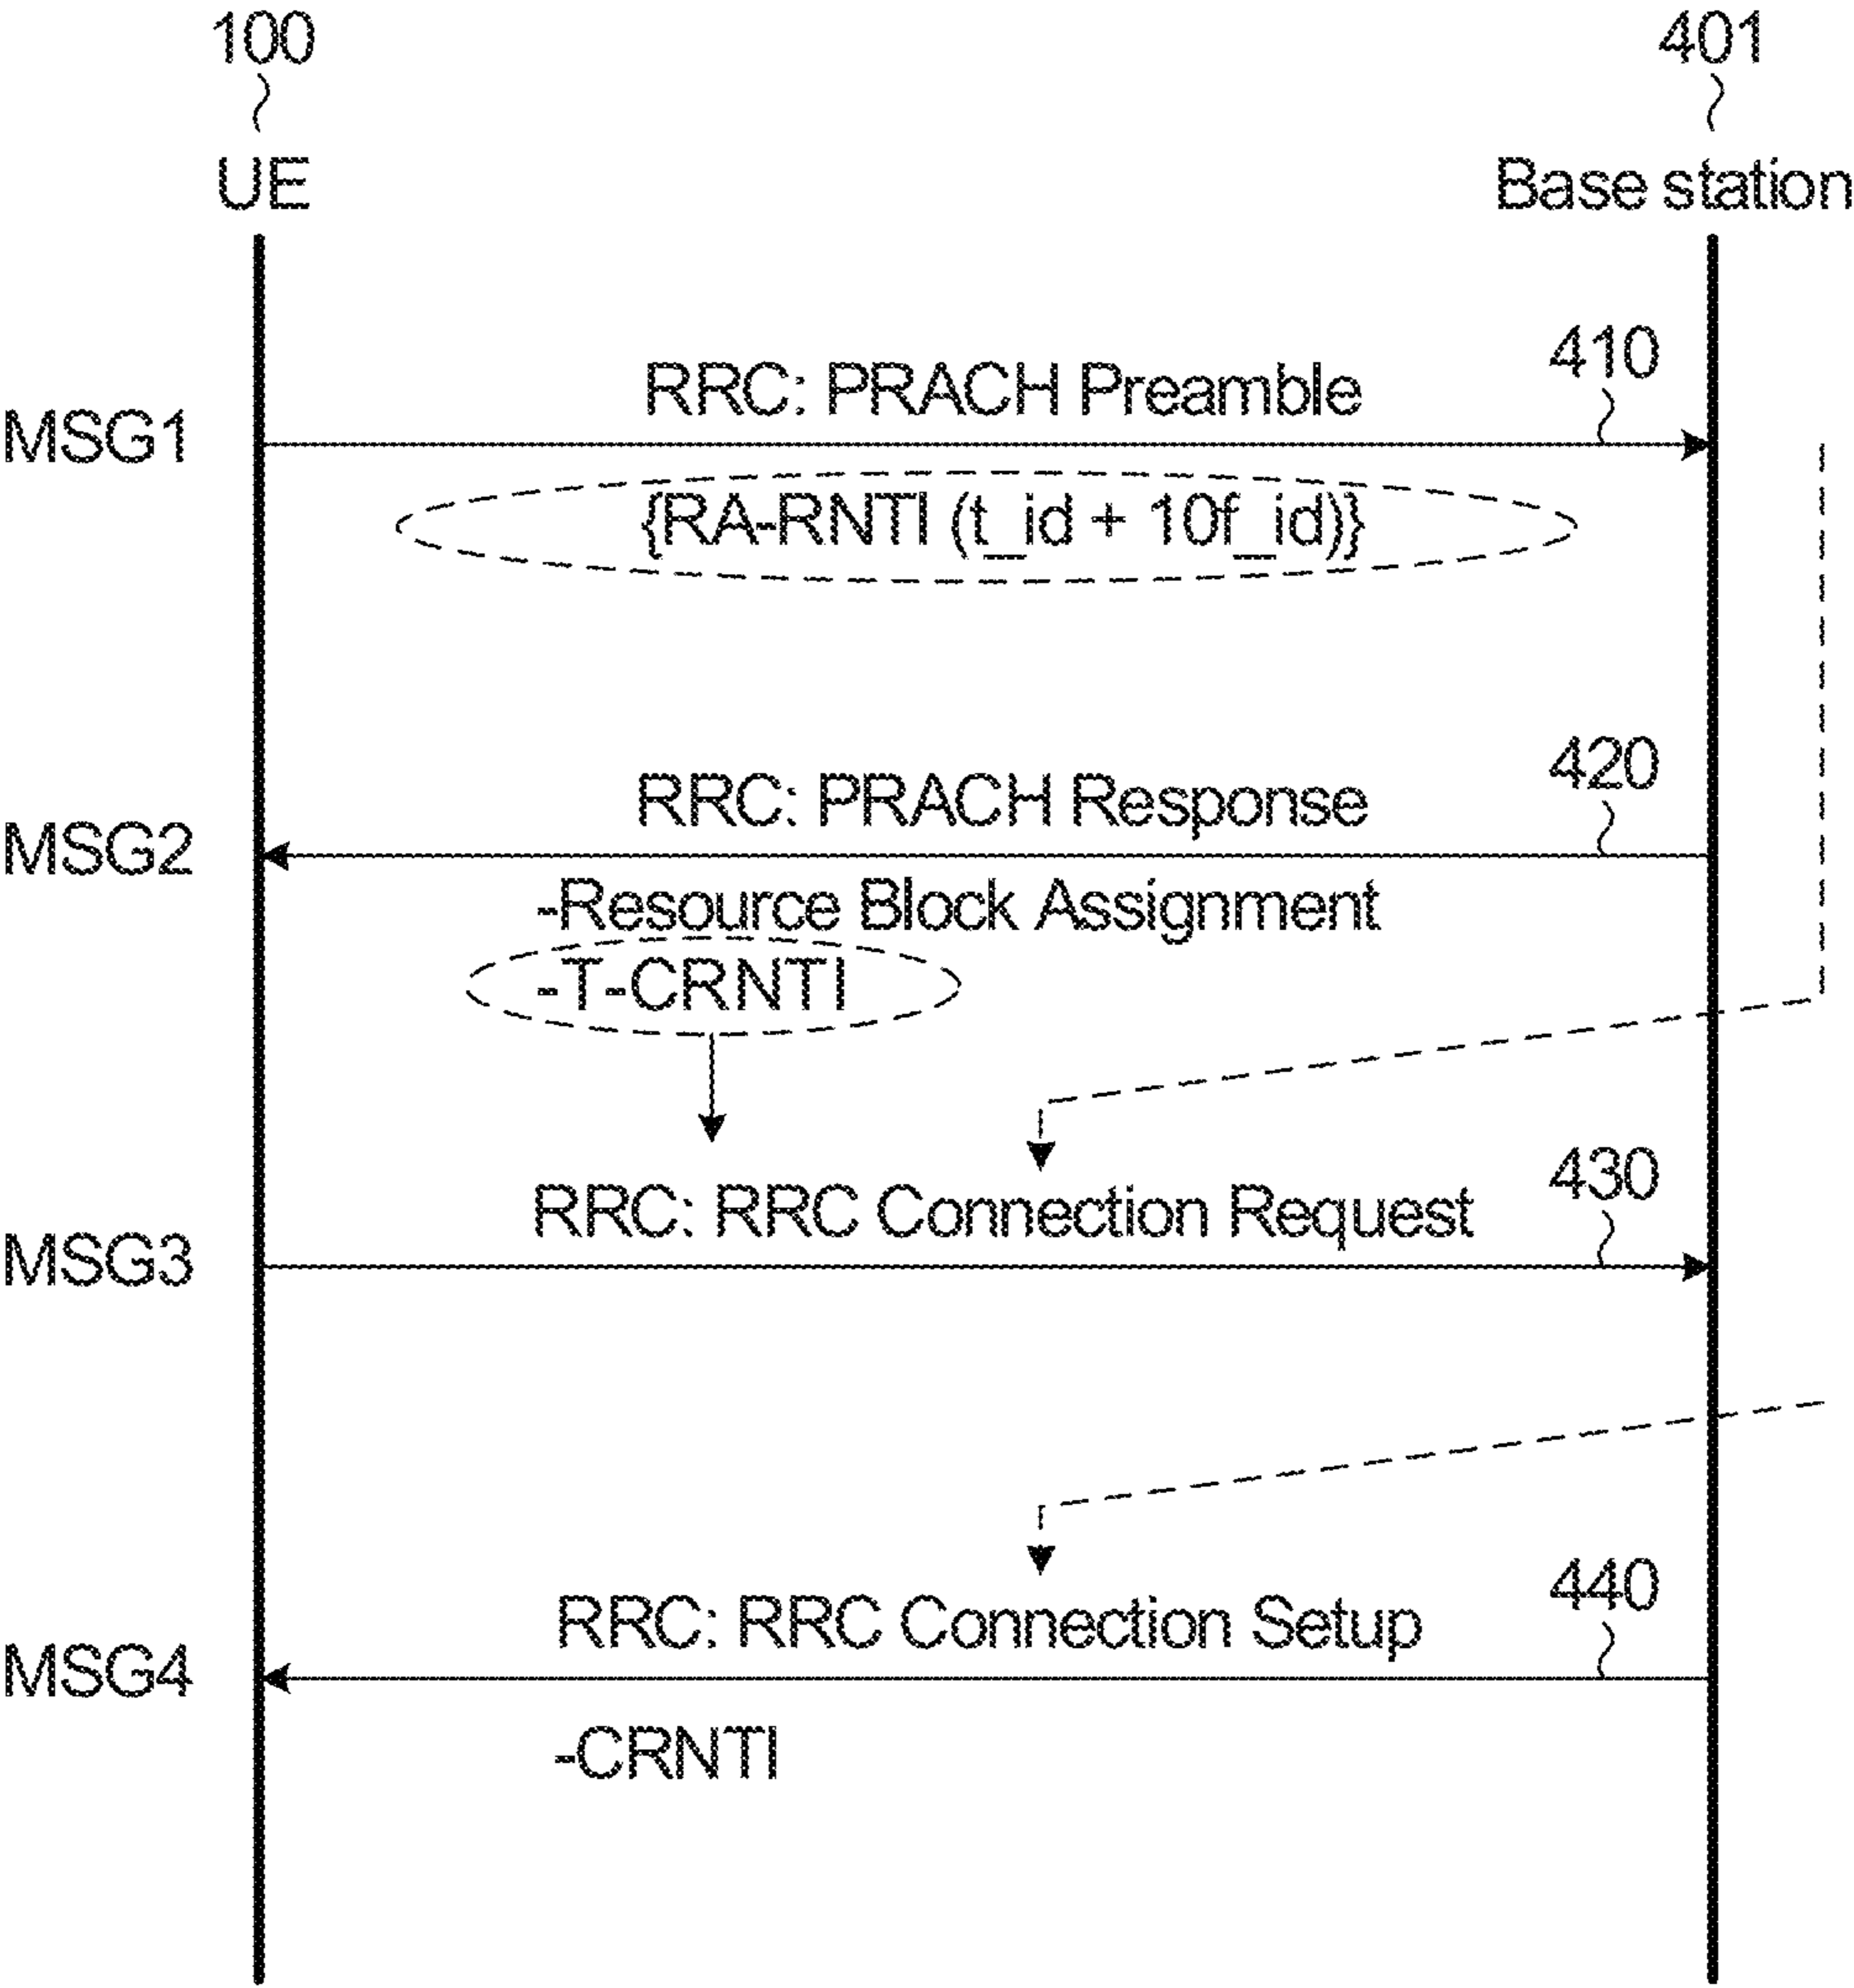 100
401
UE
Base station
410
RRC: PRACH Preamble
MSG1
{RA-RNTI (t_id + 10f_id)}
420
RRC: PRACH Response
MSG2
-Resource Block Assignment
-T-CRNTI
430
RRC: RRC Connection Request
MSG3
440
RRC: RRC Connection Setup
MSG4
-CRNTI